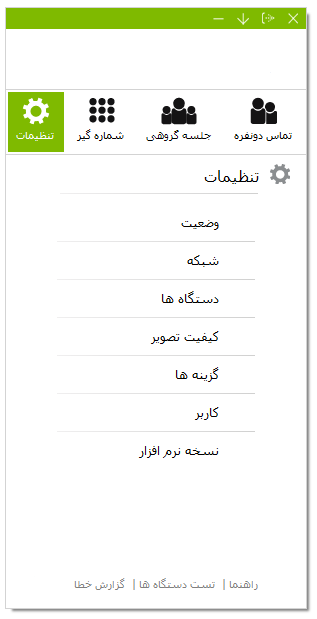 تماس دونفره جلسه گروهی شماره گیر تنظیمات
تنظیمات
وضعیت
شبکه
دستگاه ها
کیفیت تصویر
گزینه ها
کاربر
نسخه نرم افزار
راهنما | تست دستگاه ها | گزارش خطا